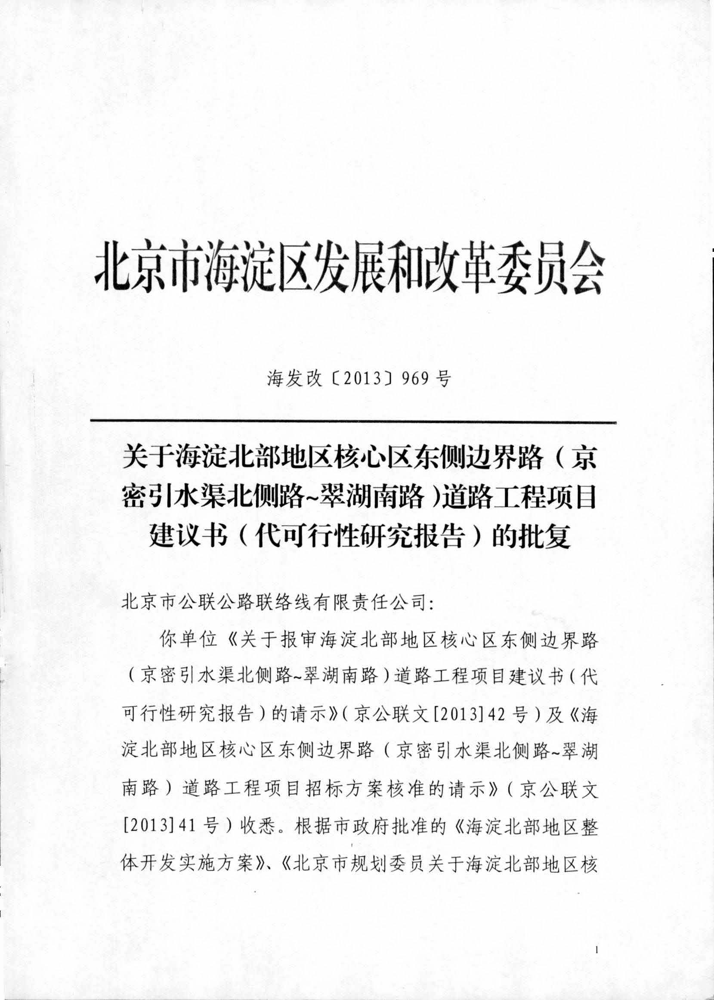 北京市海淀区发展和改革委员会
海发改〔2013〕969号
关于海淀北部地区核心区东侧边界路（京
密引水渠北侧路~翠湖南路）道路工程项目
建议书（代可行性研究报告）的批复
北京市公联公路联络线有限责任公司：
你单位《关于报审海淀北部地区核心区东侧边界路
（京密引水渠北侧路~翠湖南路）道路工程项目建议书（代
可行性研究报告）的请示》（京公联文[2013]42号）及《海
淀北部地区核心区东侧边界路（京密引水渠北侧路~翠湖
南路）道路工程项目招标方案核准的请示》（京公联文
[2013]41号）收悉。根据市政府批准的《海淀北部地区整
体开发实施方案》、《北京市规划委员关于海淀北部地区核
1